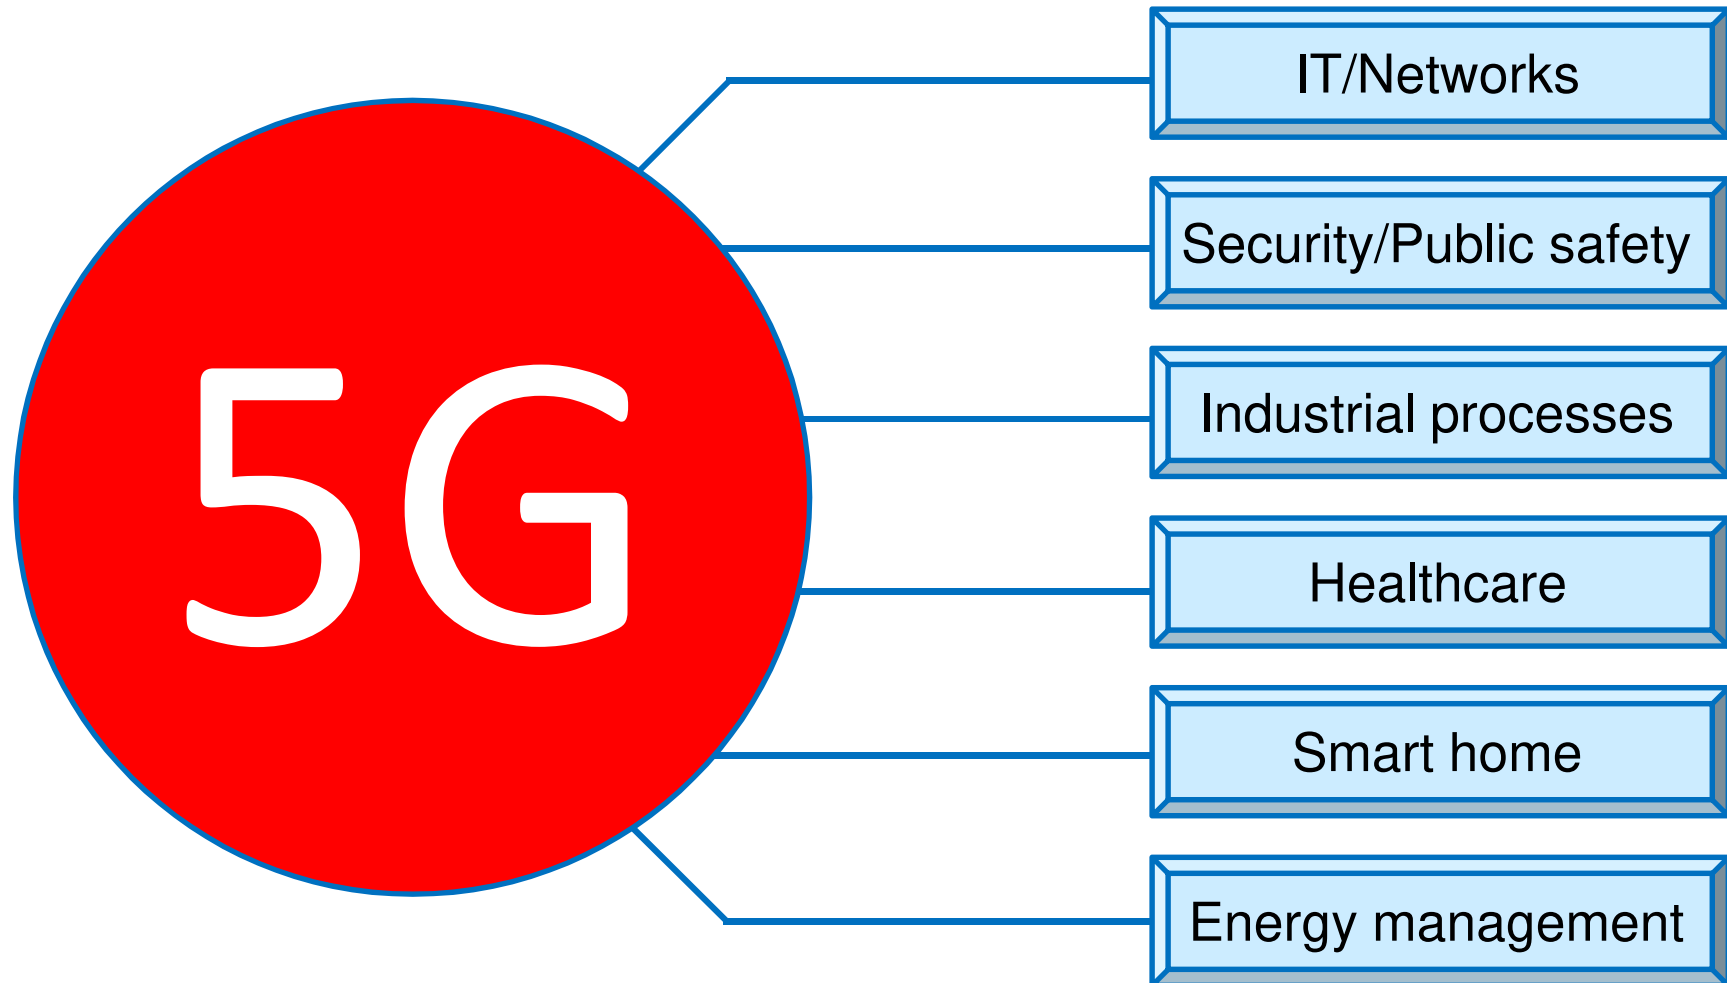 5G
IT/Networks
Security/Public safety
Industrial processes
Healthcare
Smart home
Energy management